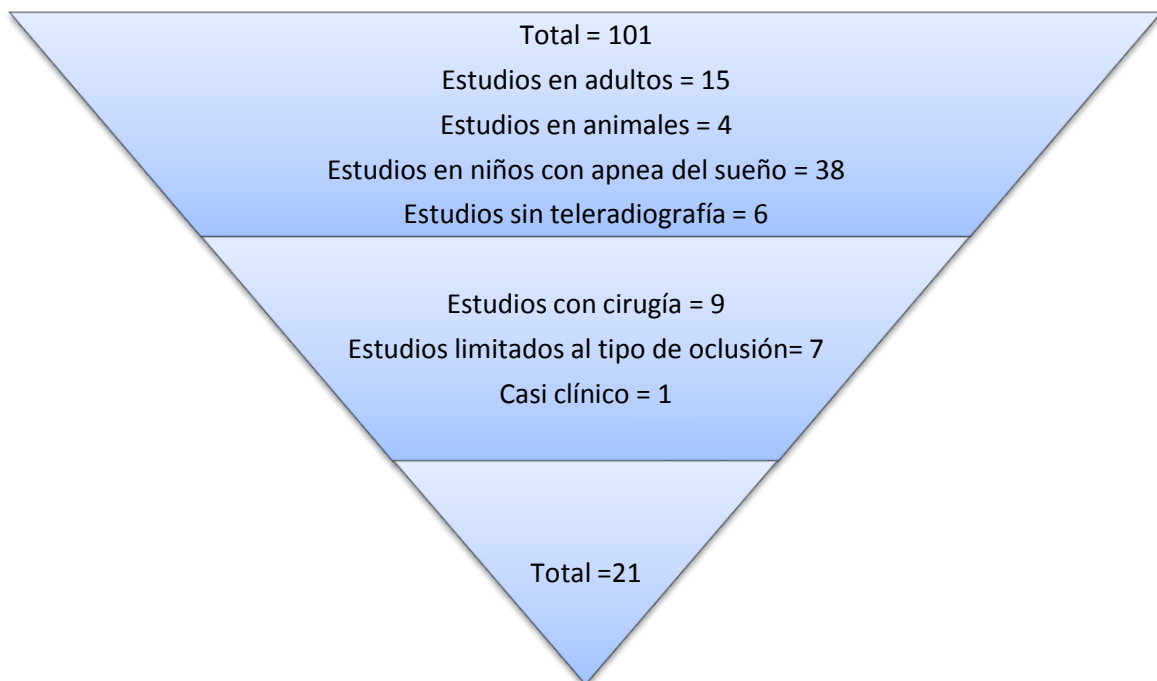 Total = 101
Estudios en adultos = 15
Estudios en animales = 4
Estudios en niños con apnea del sueño = 38
Estudios sin teleradiografía = 6
Estudios con cirugía = 9
Estudios limitados al tipo de oclusión= 7
Casi clínico = 1
Total =21